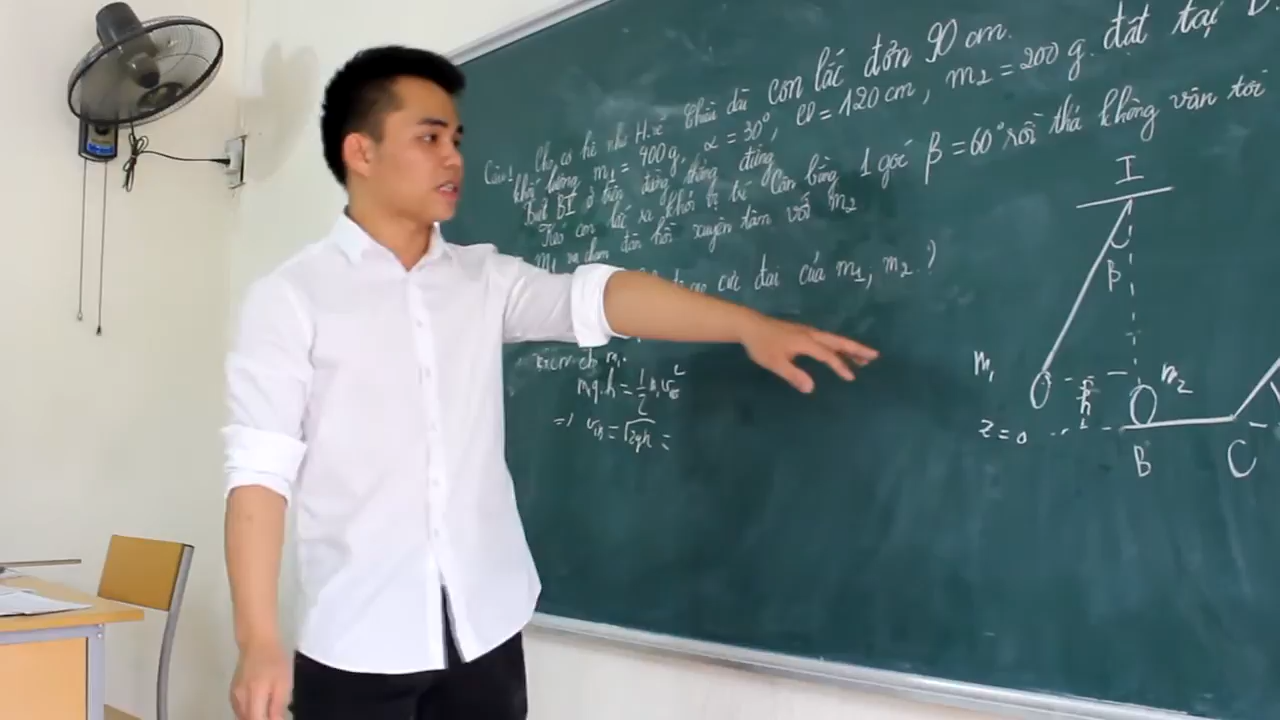 Câu 1. Cho cơ hệ như H.vẽ Chiều dài con lắc đơn 90 cm.
khối lượng m1 = 400 g, α = 30°, CD = 120 cm, m2 = 200 g. đặt tại
Biết BI ở trên đường thẳng đứng
Kéo con lắc ra khỏi vị trí Cân bằng 1 góc β = 60° rồi thả không vận tốc
m1 va chạm đàn hồi xuyên tâm với m2
cực đại của m1, m2 ?
m1.
m1g.h = 1/2 m1v²
=> = √2gh =
I
β
m1
m2
h
z = 0
B
C